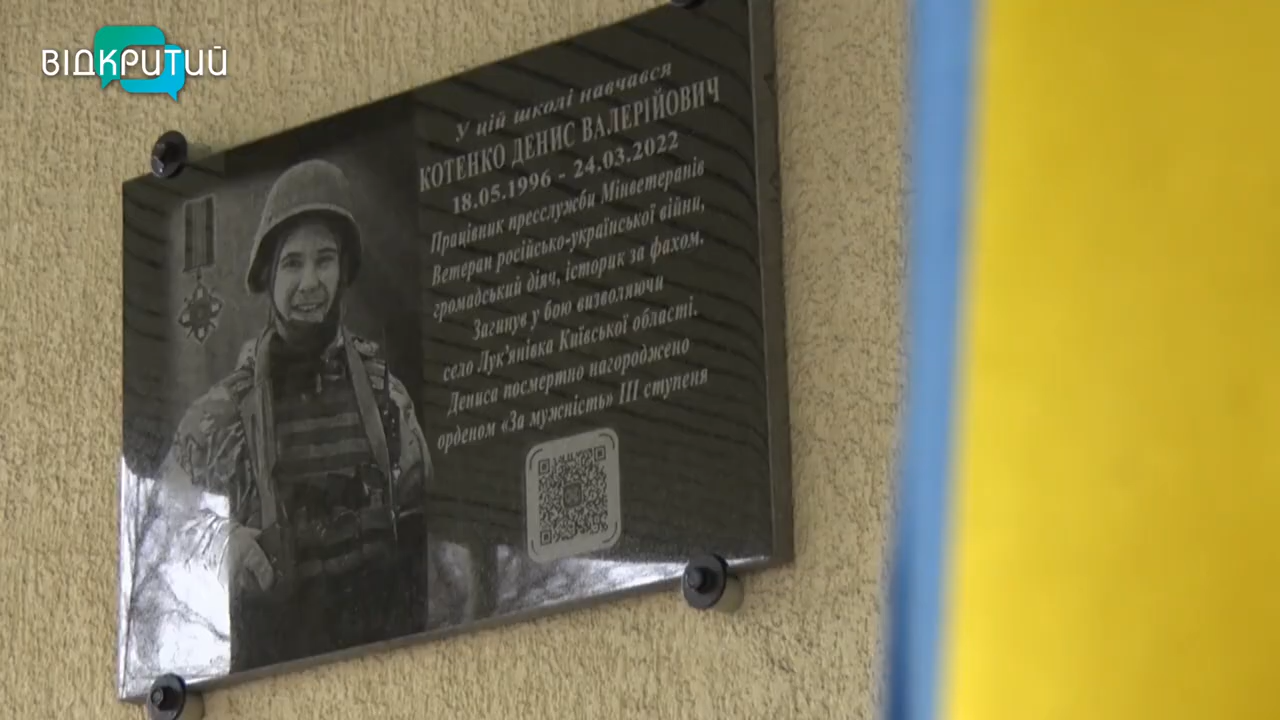 ВІДКРИТИЙ
У цій школі навчався
КОТЕНКО ДЕНИС ВАЛЕРІЙОВИЧ
18.05.1996 - 24.03.2022
Працівник пресслужби Мінветеранів
Ветеран російсько-української війни,
громадський діяч, історик за фахом.
Загинув у бою визволяючи
село Лук'янівка Київської області.
Дениса посмертно нагороджено
орденом «За мужність» III ступеня